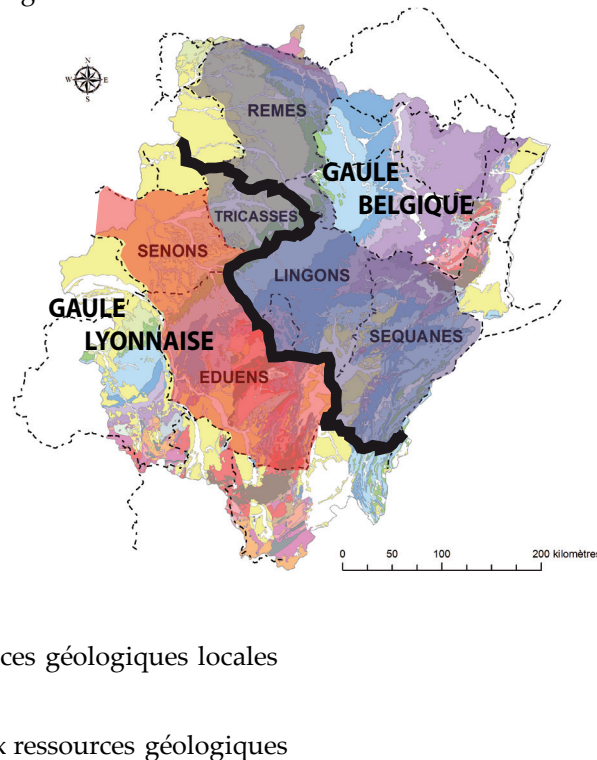 g
N
W E
S
REMES
GAULE
BELGIQUE
TRICASSES
SENONS
LINGONS
GAULE
LYONNAISE
SEQUANES
EDUENS
0 50 100 200 kilomètres
ces géologiques locales
x ressources géologiques